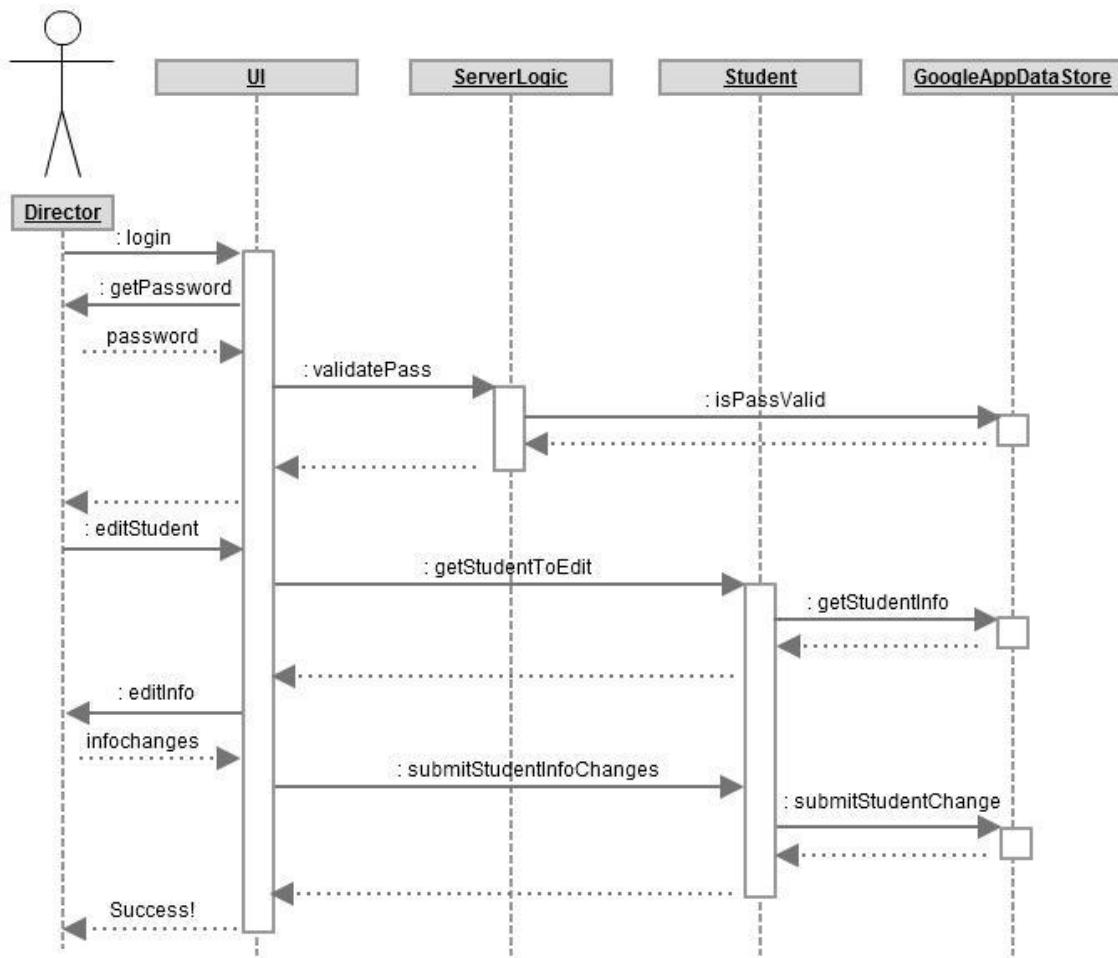 UI
ServerLogic
Student
GoogleAppDataStore
Director
: login
: getPassword
password
: validatePass
: isPassValid
: editStudent
: getStudentToEdit
: getStudentInfo
: editInfo
infochanges
: submitStudentInfoChanges
: submitStudentChange
Success!